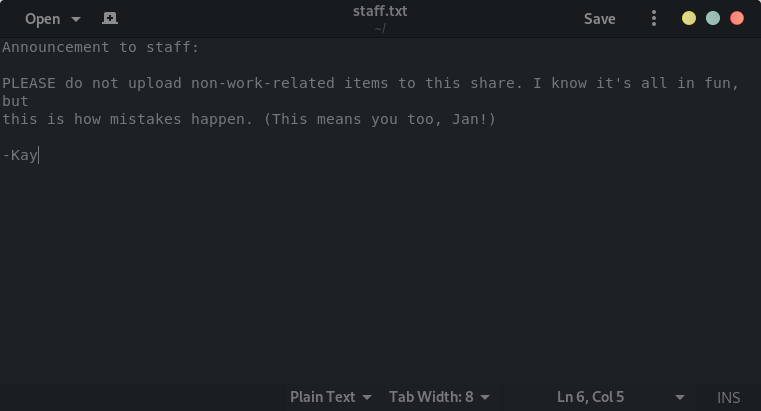 Open
staff.txt
~/
Save
Announcement to staff:
PLEASE do not upload non-work-related items to this share. I know it's all in fun,
but
this is how mistakes happen. (This means you too, Jan!)
-Kay
Plain Text
Tab Width: 8
Ln 6, Col 5
INS